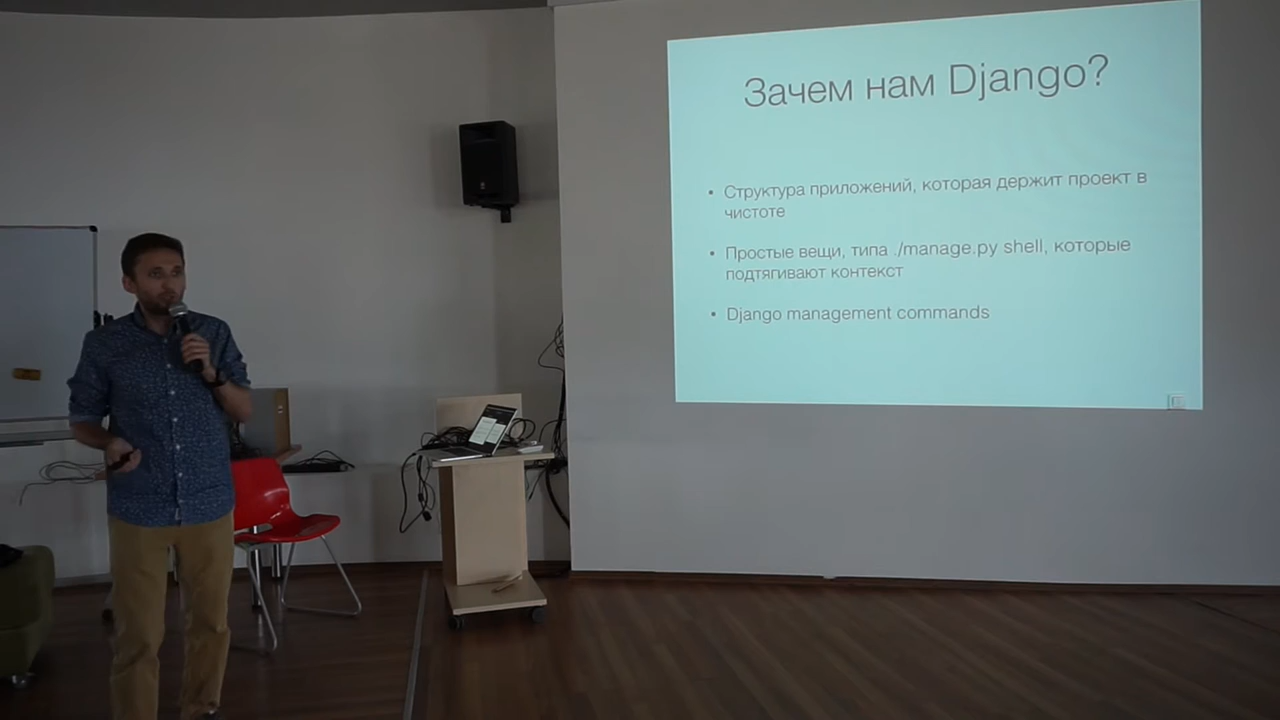 Зачем нам Django?
• Структура приложений, которая держит проект в
чистоте
• Простые вещи, типа ./manage.py shell, которые
подтягивают контекст
• Django management commands